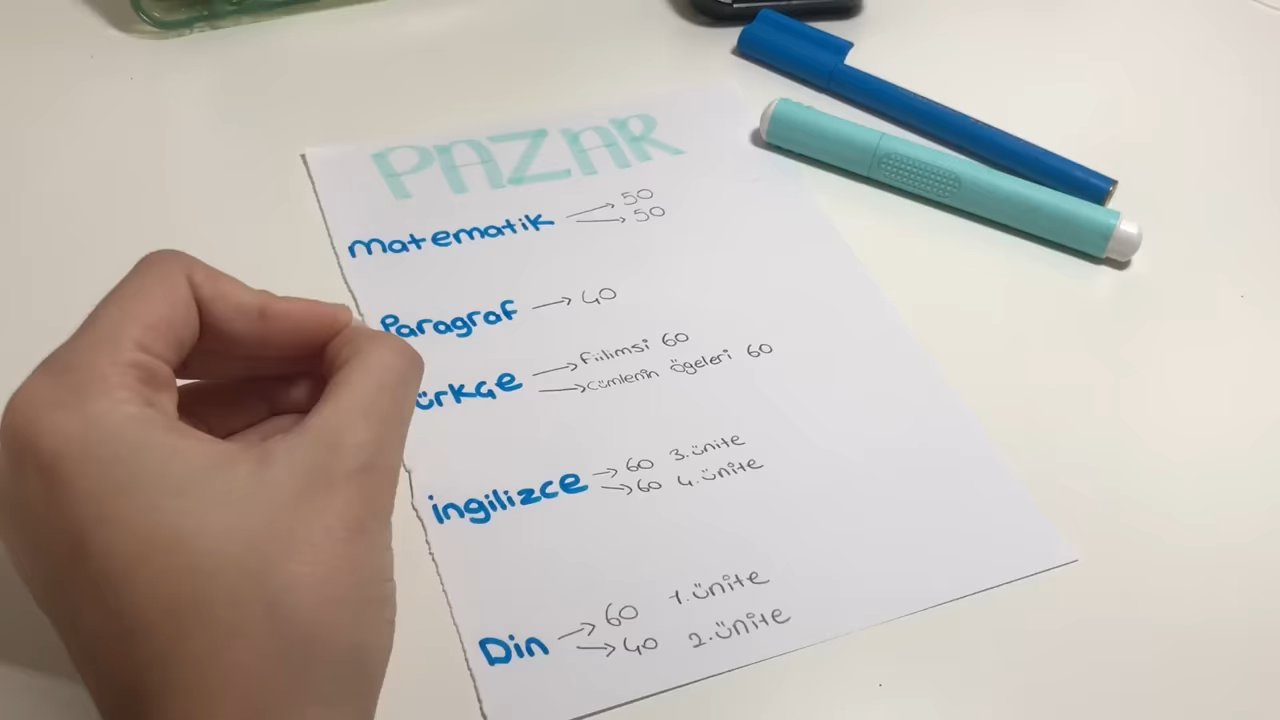 PAZAR
Matematik → 50
→ 50
Paragraf → 40
ürkçe → Fiilimsi 60
→ cümlenin ögeleri 60
ingilizce → 60 3.ünite
→ 60 4.ünite
Din → 60 1.ünite
→ 40 2.ünite